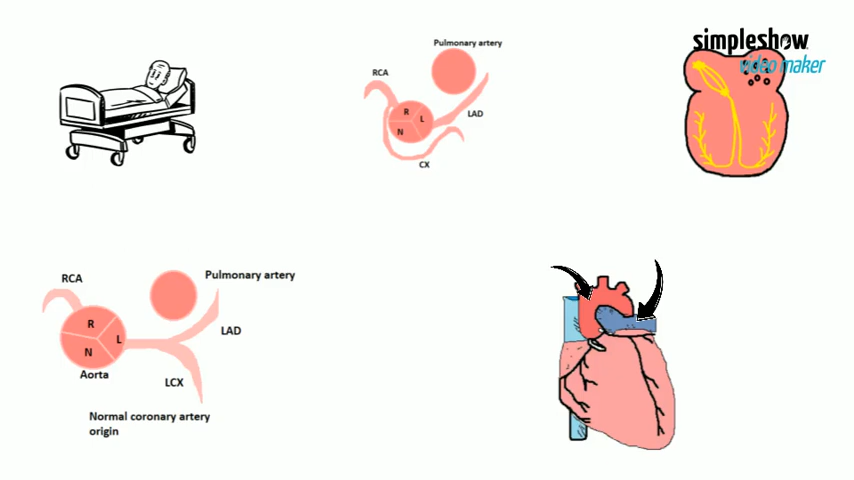 simpleshow
video maker
Pulmonary artery
RCA
R
L
N
LAD
CX
RCA
Pulmonary artery
R
L
N
LAD
Aorta
LCX
Normal coronary artery
origin